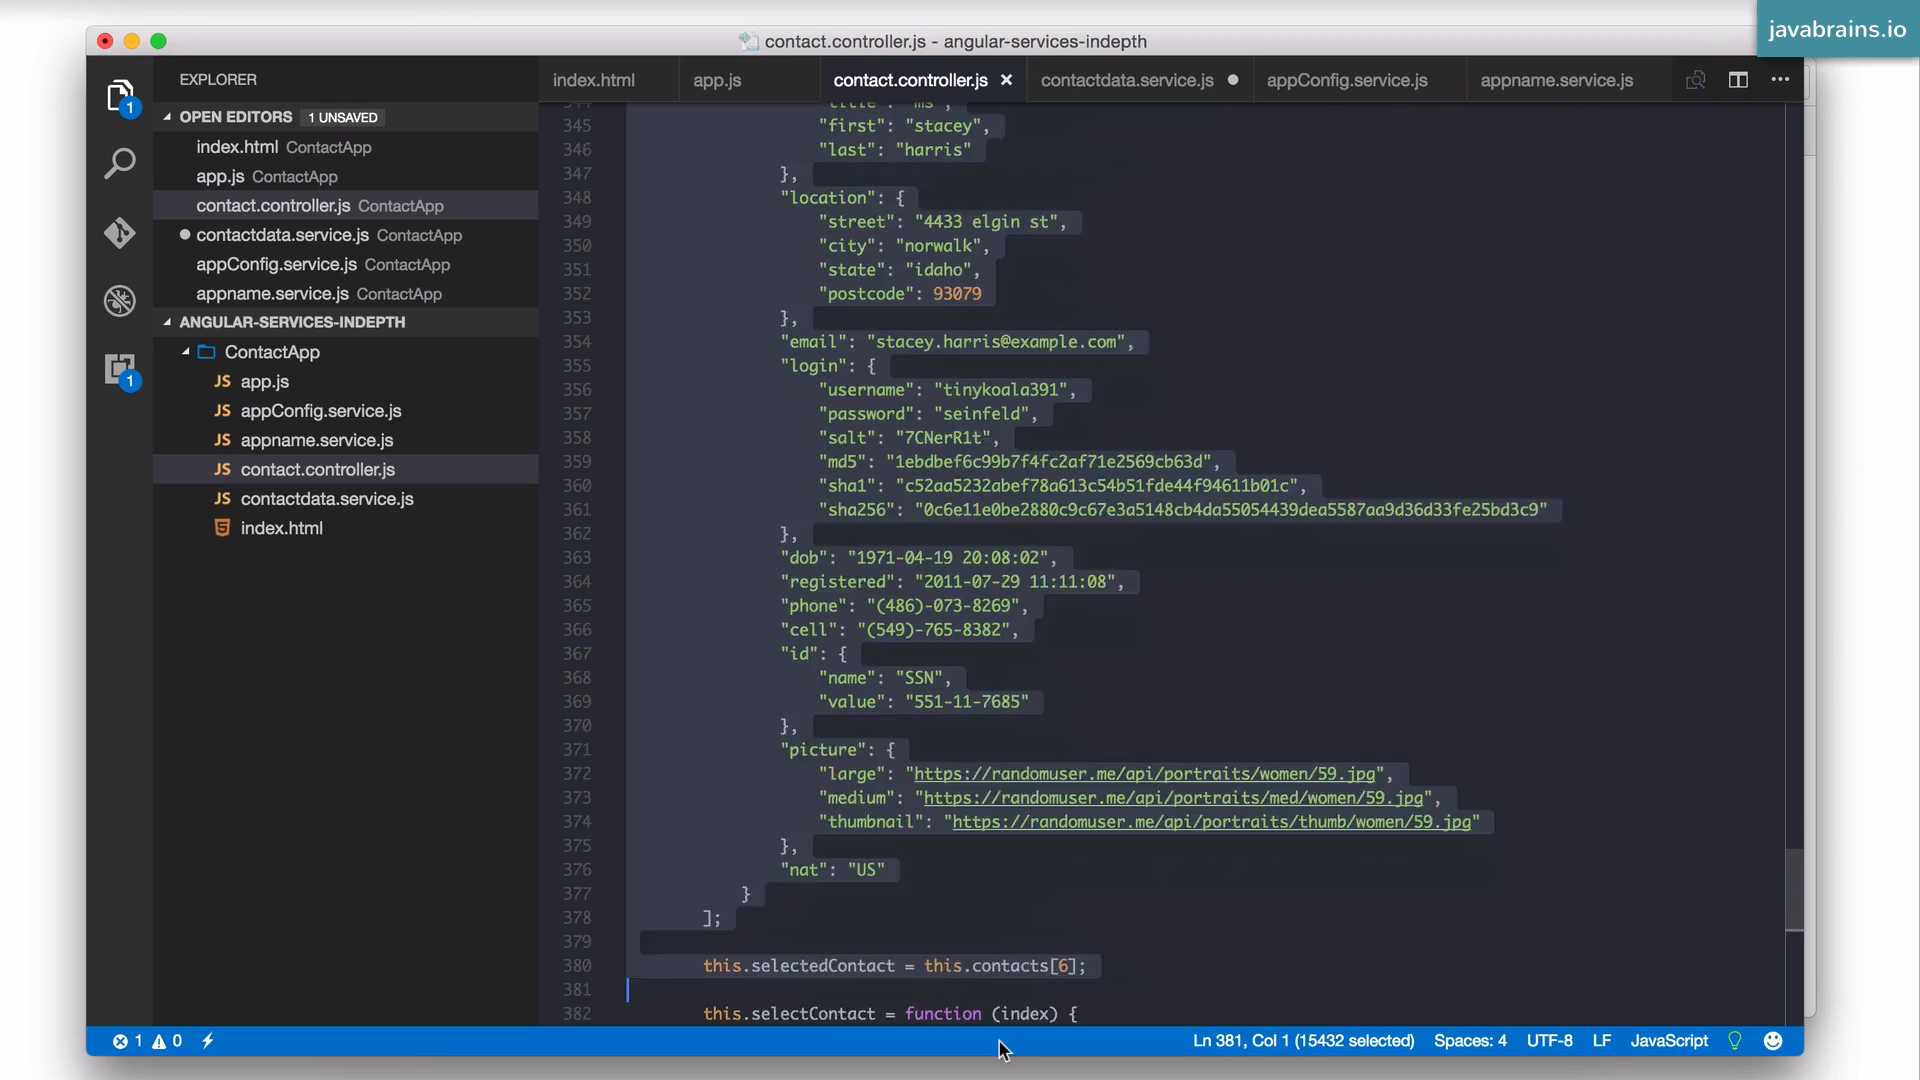 javabrains.io
contact.controller.js - angular-services-indepth
EXPLORER
index.html
app.js
contact.controller.js
contactdata.service.js
appConfig.service.js
appname.service.js
OPEN EDITORS 1 UNSAVED
index.html ContactApp
app.js ContactApp
contact.controller.js ContactApp
contactdata.service.js ContactApp
appConfig.service.js ContactApp
appname.service.js ContactApp
ANGULAR-SERVICES-INDEPTH
ContactApp
JS app.js
JS appConfig.service.js
JS appname.service.js
JS contact.controller.js
JS contactdata.service.js
index.html
1
1
344 "title": "ms",
345 "first": "stacey",
346 "last": "harris"
347 },
348 "location": {
349 "street": "4433 elgin st",
350 "city": "norwalk",
351 "state": "idaho",
352 "postcode": 93079
353 },
354 "email": "stacey.harris@example.com",
355 "login": {
356 "username": "tinykoala391",
357 "password": "seinfeld",
358 "salt": "7CNerR1t",
359 "md5": "1ebdbef6c99b7f4fc2af71e2569cb63d",
360 "sha1": "c52aa5232abef78a613c54b51fde44f94611b01c",
361 "sha256": "0c6e11e0be2880c9c67e3a5148cb4da55054439dea5587aa9d36d33fe25bd3c9"
362 },
363 "dob": "1971-04-19 20:08:02",
364 "registered": "2011-07-29 11:11:08",
365 "phone": "(486)-073-8269",
366 "cell": "(549)-765-8382",
367 "id": {
368 "name": "SSN",
369 "value": "551-11-7685"
370 },
371 "picture": {
372 "large": "https://randomuser.me/api/portraits/women/59.jpg",
373 "medium": "https://randomuser.me/api/portraits/med/women/59.jpg",
374 "thumbnail": "https://randomuser.me/api/portraits/thumb/women/59.jpg"
375 },
376 "nat": "US"
377 }
378 ];
379
380 this.selectedContact = this.contacts[6];
381
382 this.selectContact = function (index) {
1 0 Ln 381, Col 1 (15432 selected) Spaces: 4 UTF-8 LF JavaScript